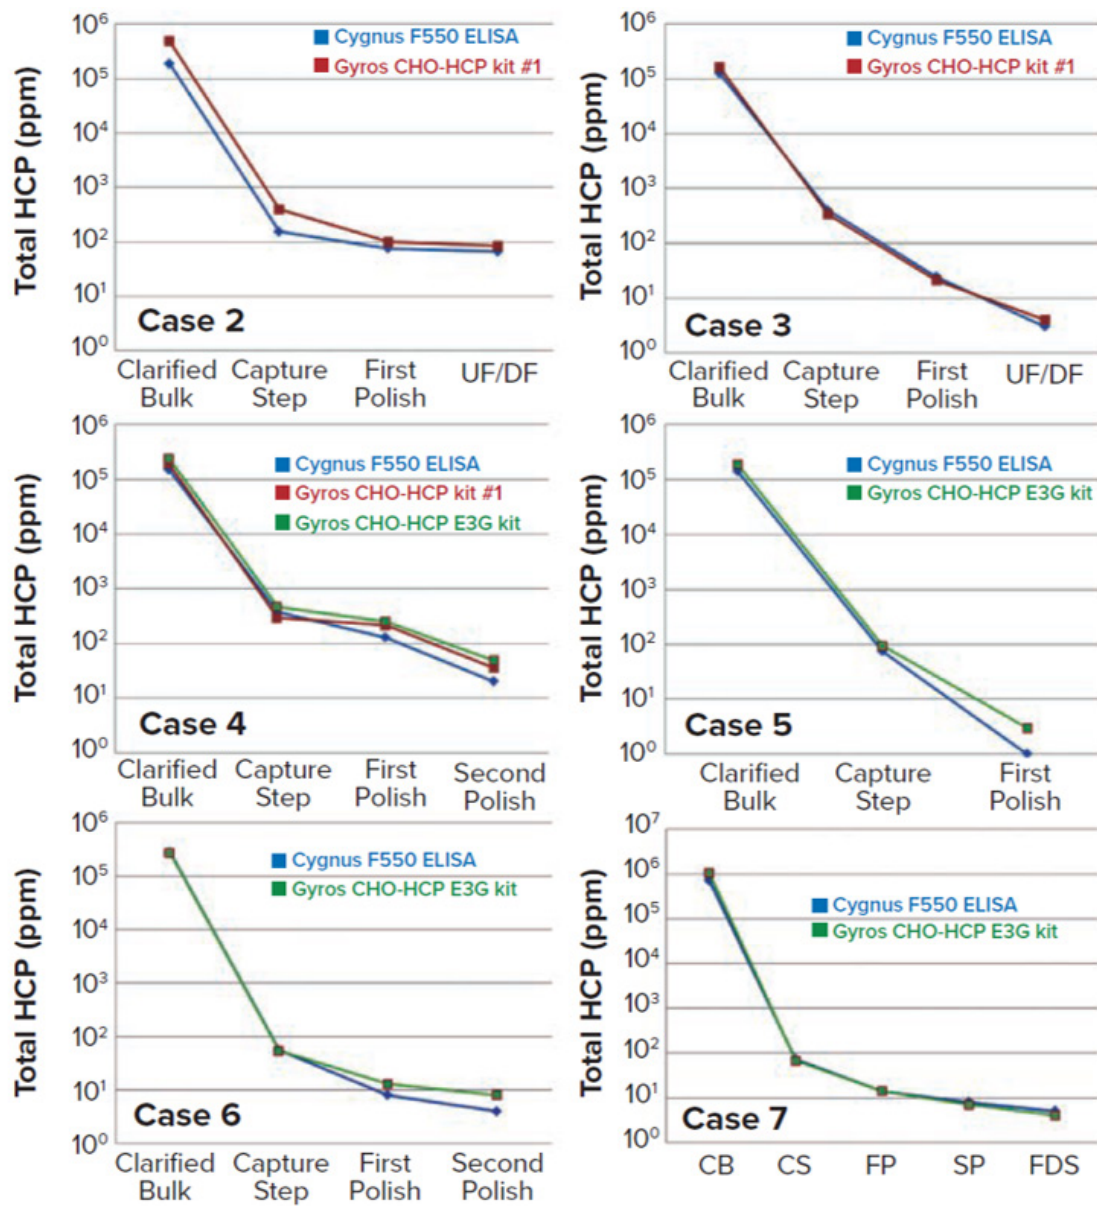 Total HCP (ppm)
10⁶
10⁵
10⁴
10³
10²
10¹
10⁰
Cygnus F550 ELISA
Gyros CHO-HCP kit #1
Case 2
Clarified Bulk
Capture Step
First Polish
UF/DF
Total HCP (ppm)
10⁶
10⁵
10⁴
10³
10²
10¹
10⁰
Cygnus F550 ELISA
Gyros CHO-HCP kit #1
Case 3
Clarified Bulk
Capture Step
First Polish
UF/DF
Total HCP (ppm)
10⁶
10⁵
10⁴
10³
10²
10¹
10⁰
Cygnus F550 ELISA
Gyros CHO-HCP kit #1
Gyros CHO-HCP E3G kit
Case 4
Clarified Bulk
Capture Step
First Polish
Second Polish
Total HCP (ppm)
10⁶
10⁵
10⁴
10³
10²
10¹
10⁰
Cygnus F550 ELISA
Gyros CHO-HCP E3G kit
Case 5
Clarified Bulk
Capture Step
First Polish
Total HCP (ppm)
10⁶
10⁵
10⁴
10³
10²
10¹
10⁰
Cygnus F550 ELISA
Gyros CHO-HCP E3G kit
Case 6
Clarified Bulk
Capture Step
First Polish
Second Polish
Total HCP (ppm)
10⁷
10⁶
10⁵
10⁴
10³
10²
10¹
10⁰
Cygnus F550 ELISA
Gyros CHO-HCP E3G kit
Case 7
CB
CS
FP
SP
FDS